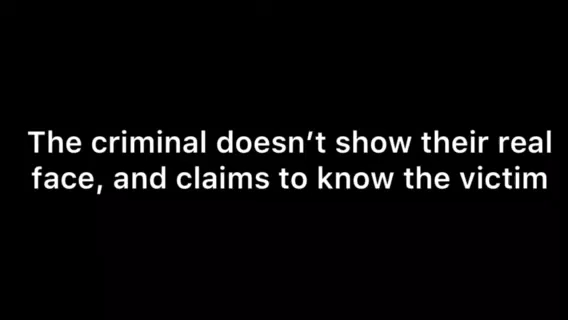 The criminal doesn’t show their real
face, and claims to know the victim